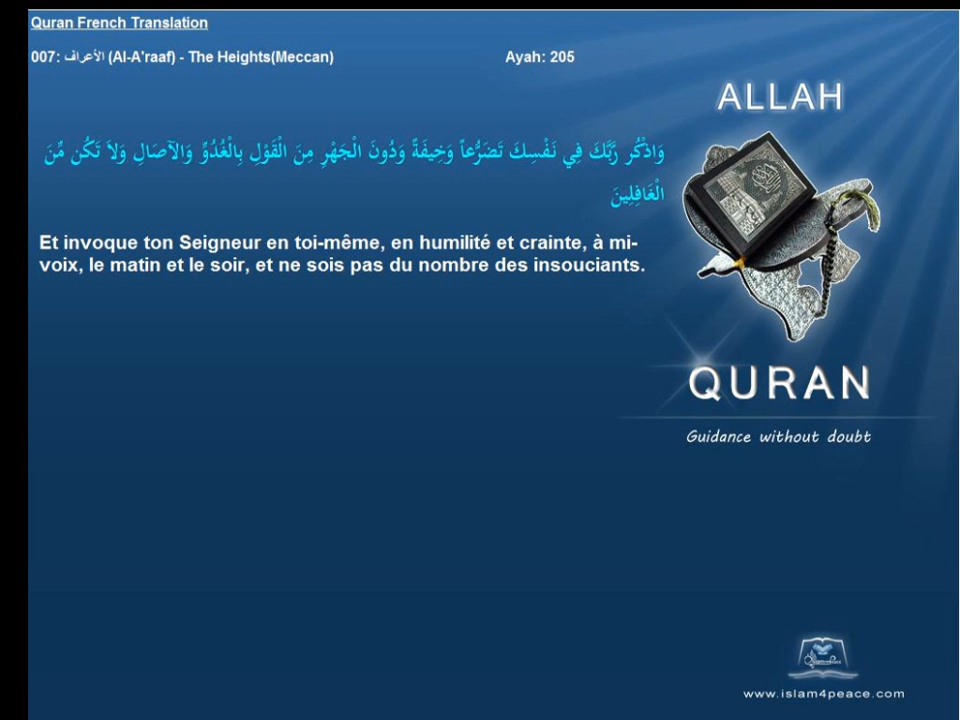 Quran French Translation
007: الأعراف (Al-A'raaf) - The Heights(Meccan) Ayah: 205
ALLAH
وَاذْكُر رَّبَّكَ فِي نَفْسِكَ تَضَرُّعاً وَخِيفَةً وَدُونَ الْجَهْرِ مِنَ الْقَوْلِ بِالْغُدُوِّ وَالآصَالِ وَلاَ تَكُن مِّنَ
الْغَافِلِينَ
Et invoque ton Seigneur en toi-même, en humilité et crainte, à mi-
voix, le matin et le soir, et ne sois pas du nombre des insouciants.
QURAN
Guidance without doubt
www.islam4peace.com